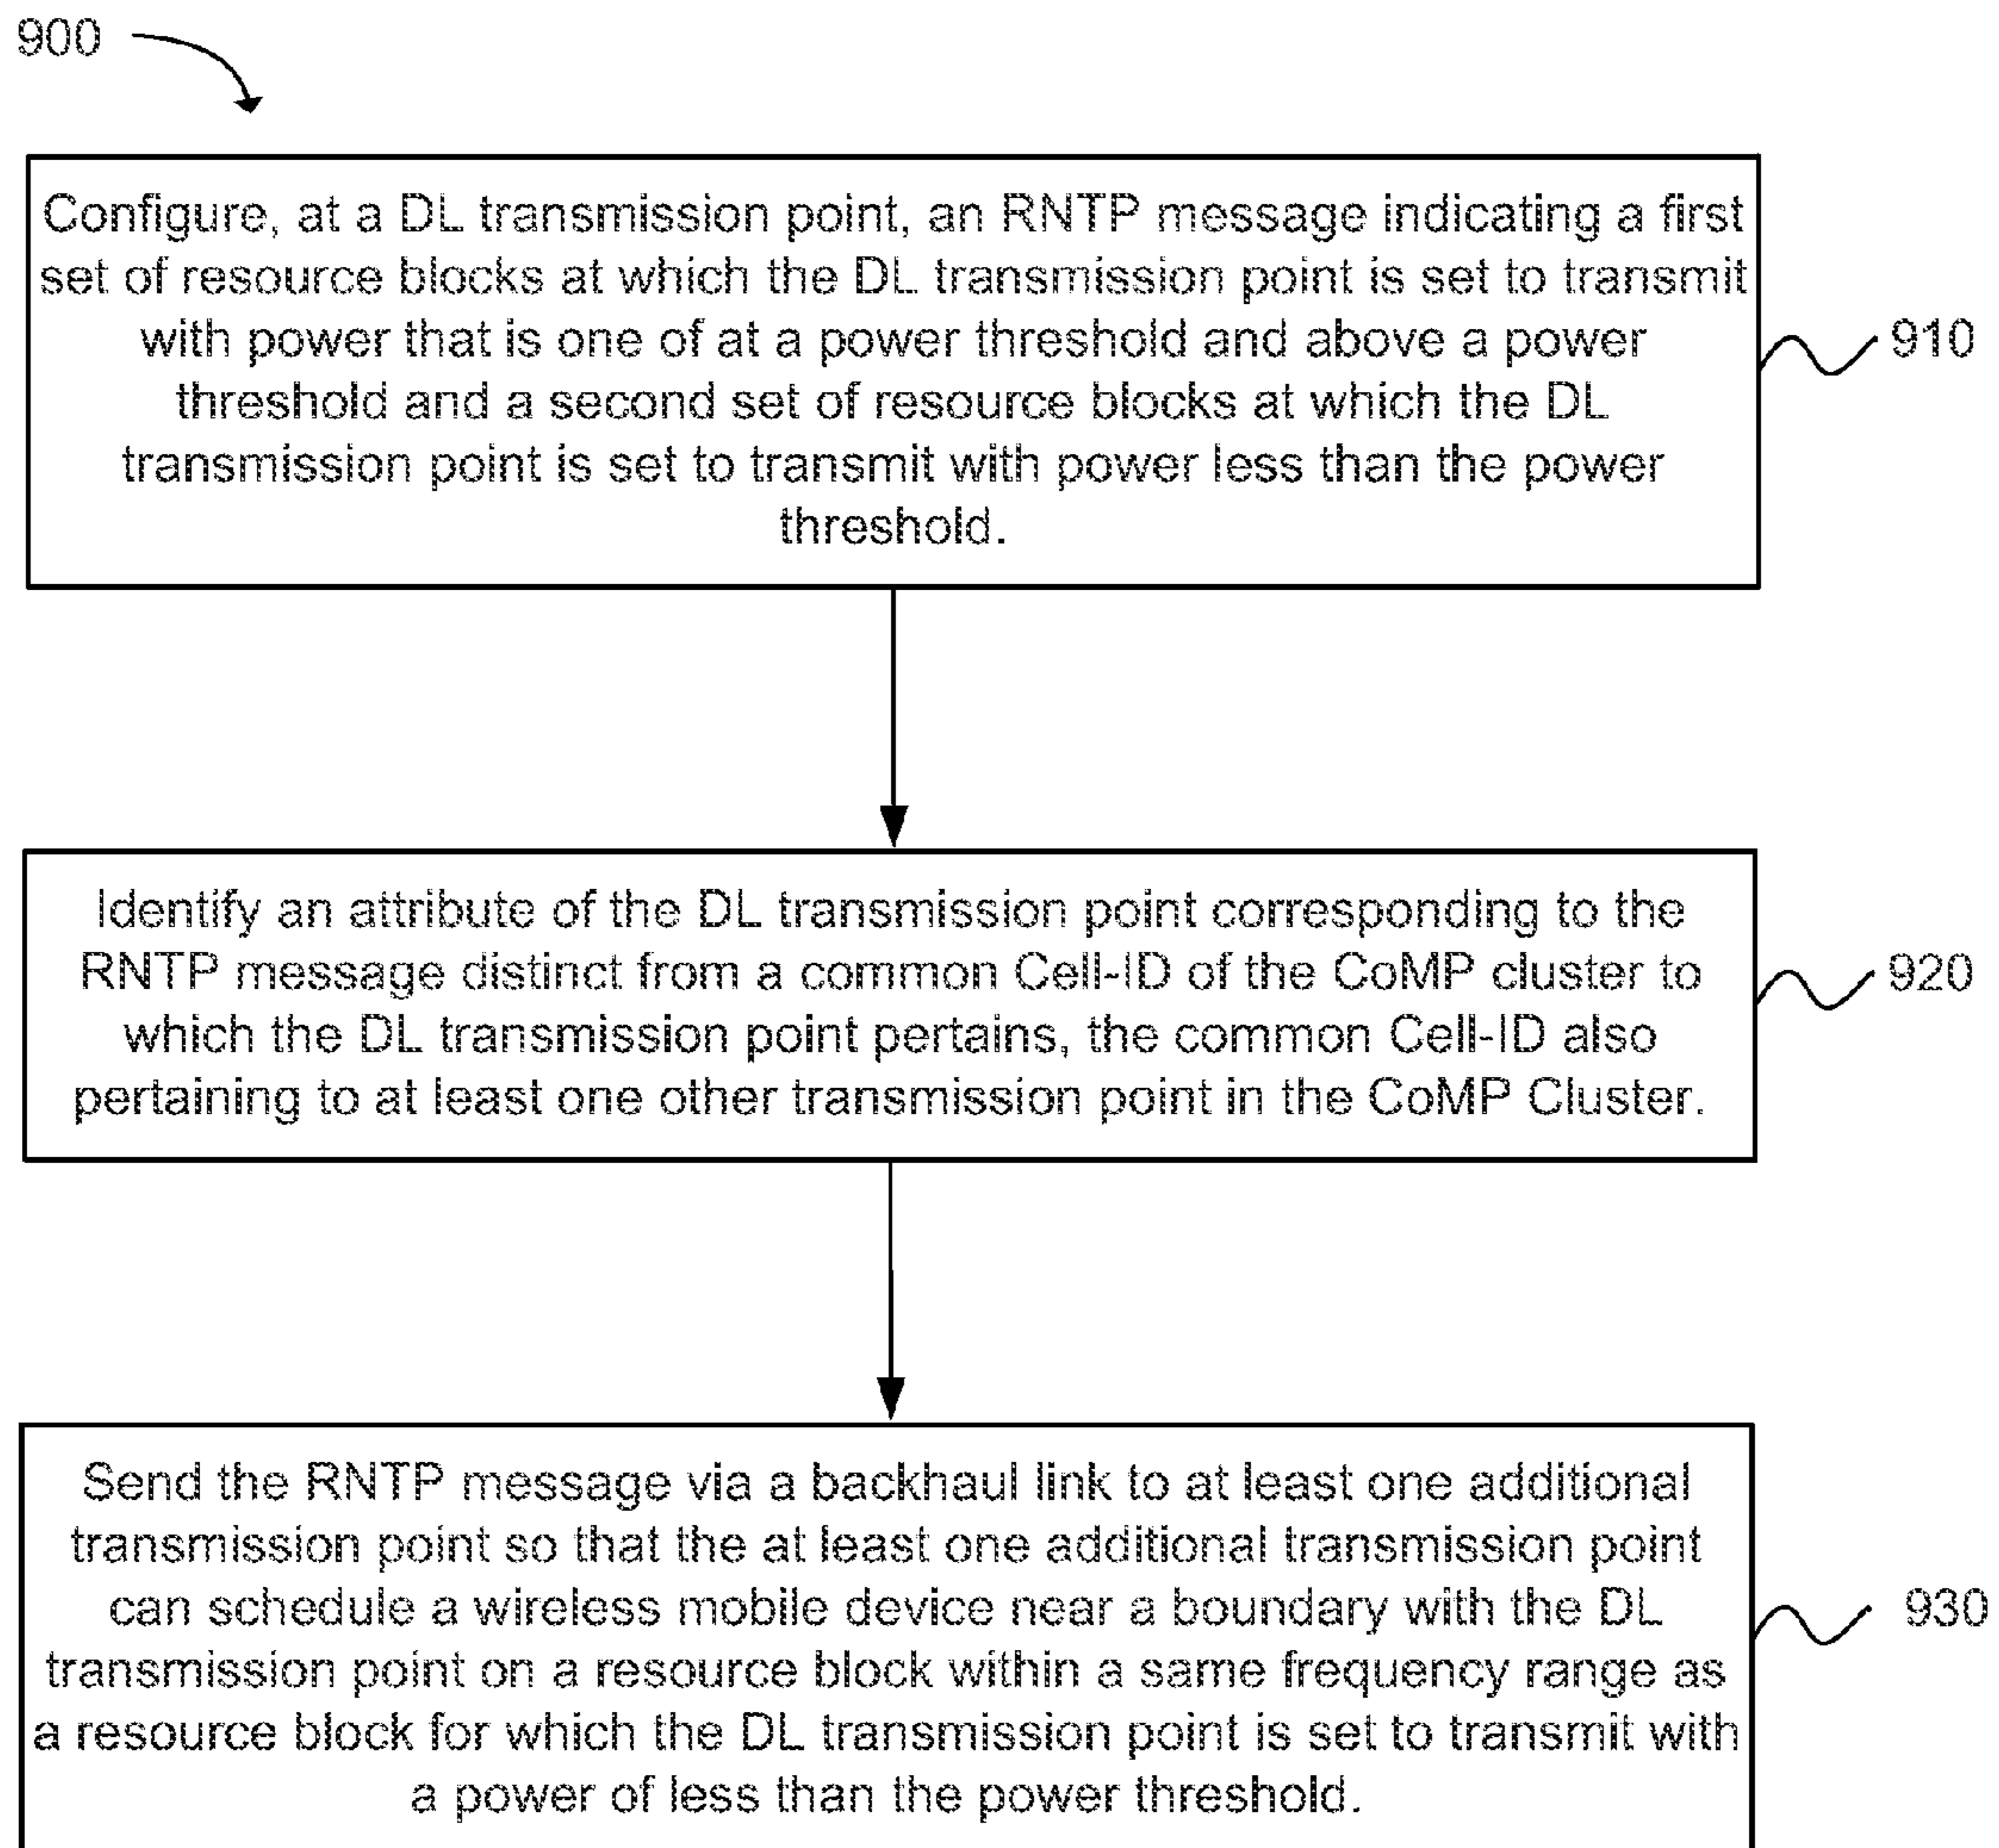 900
Configure, at a DL transmission point, an RNTP message indicating a first
set of resource blocks at which the DL transmission point is set to transmit
with power that is one of at a power threshold and above a power
threshold and a second set of resource blocks at which the DL
transmission point is set to transmit with power less than the power
threshold.
910
Identify an attribute of the DL transmission point corresponding to the
RNTP message distinct from a common Cell-ID of the CoMP cluster to
which the DL transmission point pertains, the common Cell-ID also
pertaining to at least one other transmission point in the CoMP Cluster.
920
Send the RNTP message via a backhaul link to at least one additional
transmission point so that the at least one additional transmission point
can schedule a wireless mobile device near a boundary with the DL
transmission point on a resource block within a same frequency range as
a resource block for which the DL transmission point is set to transmit with
a power of less than the power threshold.
930